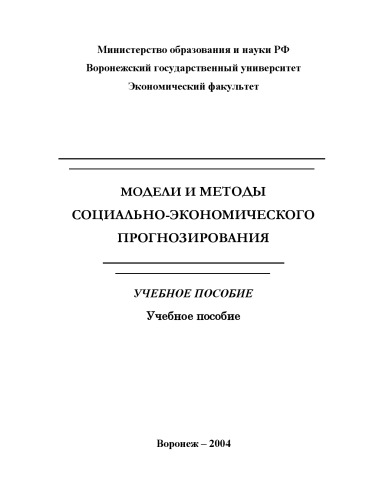 Министерство образования и науки РФ
Воронежский государственный университет
Экономический факультет
МОДЕЛИ И МЕТОДЫ
СОЦИАЛЬНО-ЭКОНОМИЧЕСКОГО
ПРОГНОЗИРОВАНИЯ
УЧЕБНОЕ ПОСОБИЕ
Учебное пособие
Воронеж – 2004